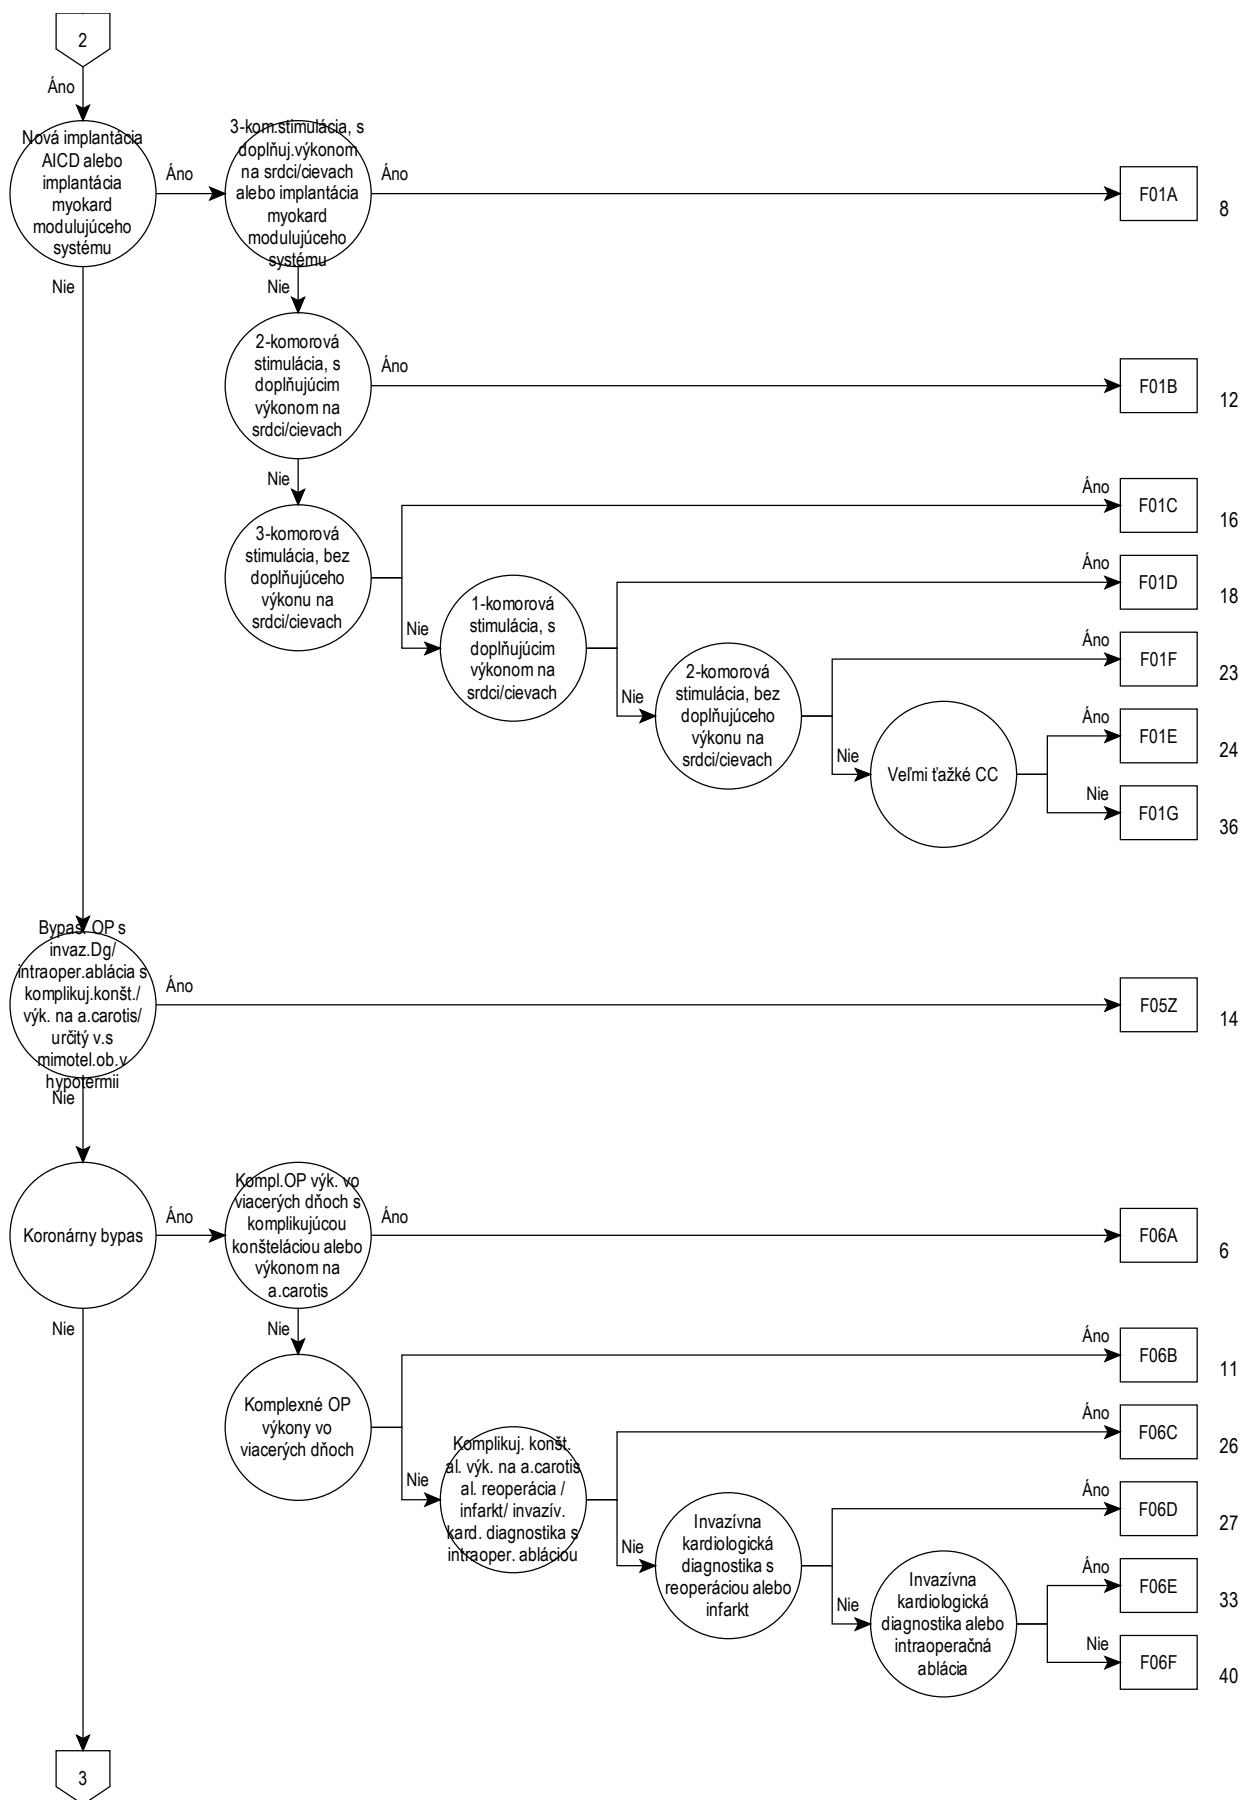 2
Áno
Nová implantácia
AICD alebo
implantácia
myokard
modulujúceho
systému
Áno
3-kom.stimulácia, s
doplňuj.výkonom
na srdci/cievach
alebo implantácia
myokard
modulujúceho
systému
Áno
F01A
8
Nie
Nie
2-komorová
stimulácia, s
doplňujúcim
výkonom na
srdci/cievach
Áno
F01B
12
Nie
3-komorová
stimulácia, bez
doplňujúceho
výkonu na
srdci/cievach
Áno
F01C
16
Nie
1-komorová
stimulácia, s
doplňujúcim
výkonom na
srdci/cievach
Áno
F01D
18
Nie
2-komorová
stimulácia, bez
doplňujúceho
výkonu na
srdci/cievach
Áno
F01F
23
Nie
Veľmi ťažké CC
Áno
F01E
24
Nie
F01G
36
Bypas. OP s
invaz.Dg/
intraoper.ablácia s
komplikuj.konšt./
výk. na a.carotis/
určitý v.s
mimotel.ob.v
hypotermii
Áno
F05Z
14
Nie
Koronárny bypas
Áno
Kompl.OP výk. vo
viacerých dňoch s
komplikujúcou
konšteláciou alebo
výkonom na
a.carotis
Áno
F06A
6
Nie
Nie
Komplexné OP
výkony vo
viacerých dňoch
Áno
F06B
11
Nie
Komplikuj. konšt.
al. výk. na a.carotis
al. reoperácia /
infarkt/ invazív.
kard. diagnostika s
intraoper. abláciou
Áno
F06C
26
Nie
Invazívna
kardiologická
diagnostika s
reoperáciou alebo
infarkt
Áno
F06D
27
Nie
Invazívna
kardiologická
diagnostika alebo
intraoperačná
ablácia
Áno
F06E
33
Nie
F06F
40
3